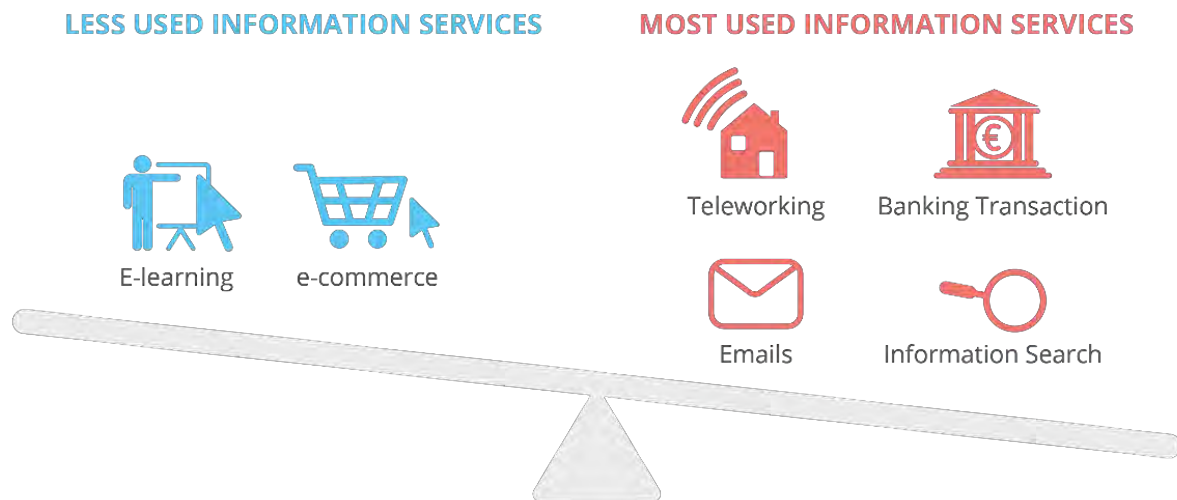 LESS USED INFORMATION SERVICES
MOST USED INFORMATION SERVICES
E-learning
e-commerce
Teleworking
Banking Transaction
Emails
Information Search
€